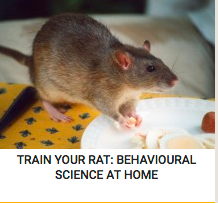 TRAIN YOUR RAT: BEHAVIOURAL
SCIENCE AT HOME